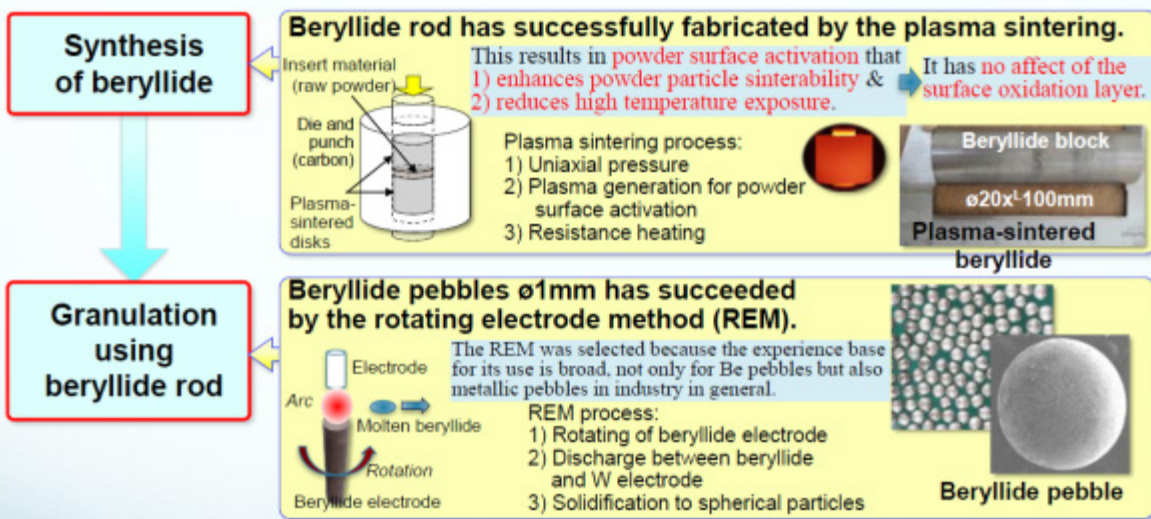 Synthesis
of beryllide
Beryllide rod has successfully fabricated by the plasma sintering.
Insert material
(raw powder)
Die and
punch
(carbon)
Plasma-
sintered
disks
This results in powder surface activation that
1) enhances powder particle sinterability &
2) reduces high temperature exposure.
It has no affect of the
surface oxidation layer.
Plasma sintering process:
1) Uniaxial pressure
2) Plasma generation for powder
surface activation
3) Resistance heating
Beryllide block
ø20xᴸ100mm
Plasma-sintered
beryllide
Granulation
using
beryllide rod
Beryllide pebbles ø1mm has succeeded
by the rotating electrode method (REM).
Electrode
Arc
Molten beryllide
Rotation
Beryllide electrode
The REM was selected because the experience base
for its use is broad, not only for Be pebbles but also
metallic pebbles in industry in general.
REM process:
1) Rotating of beryllide electrode
2) Discharge between beryllide
and W electrode
3) Solidification to spherical particles
Beryllide pebble